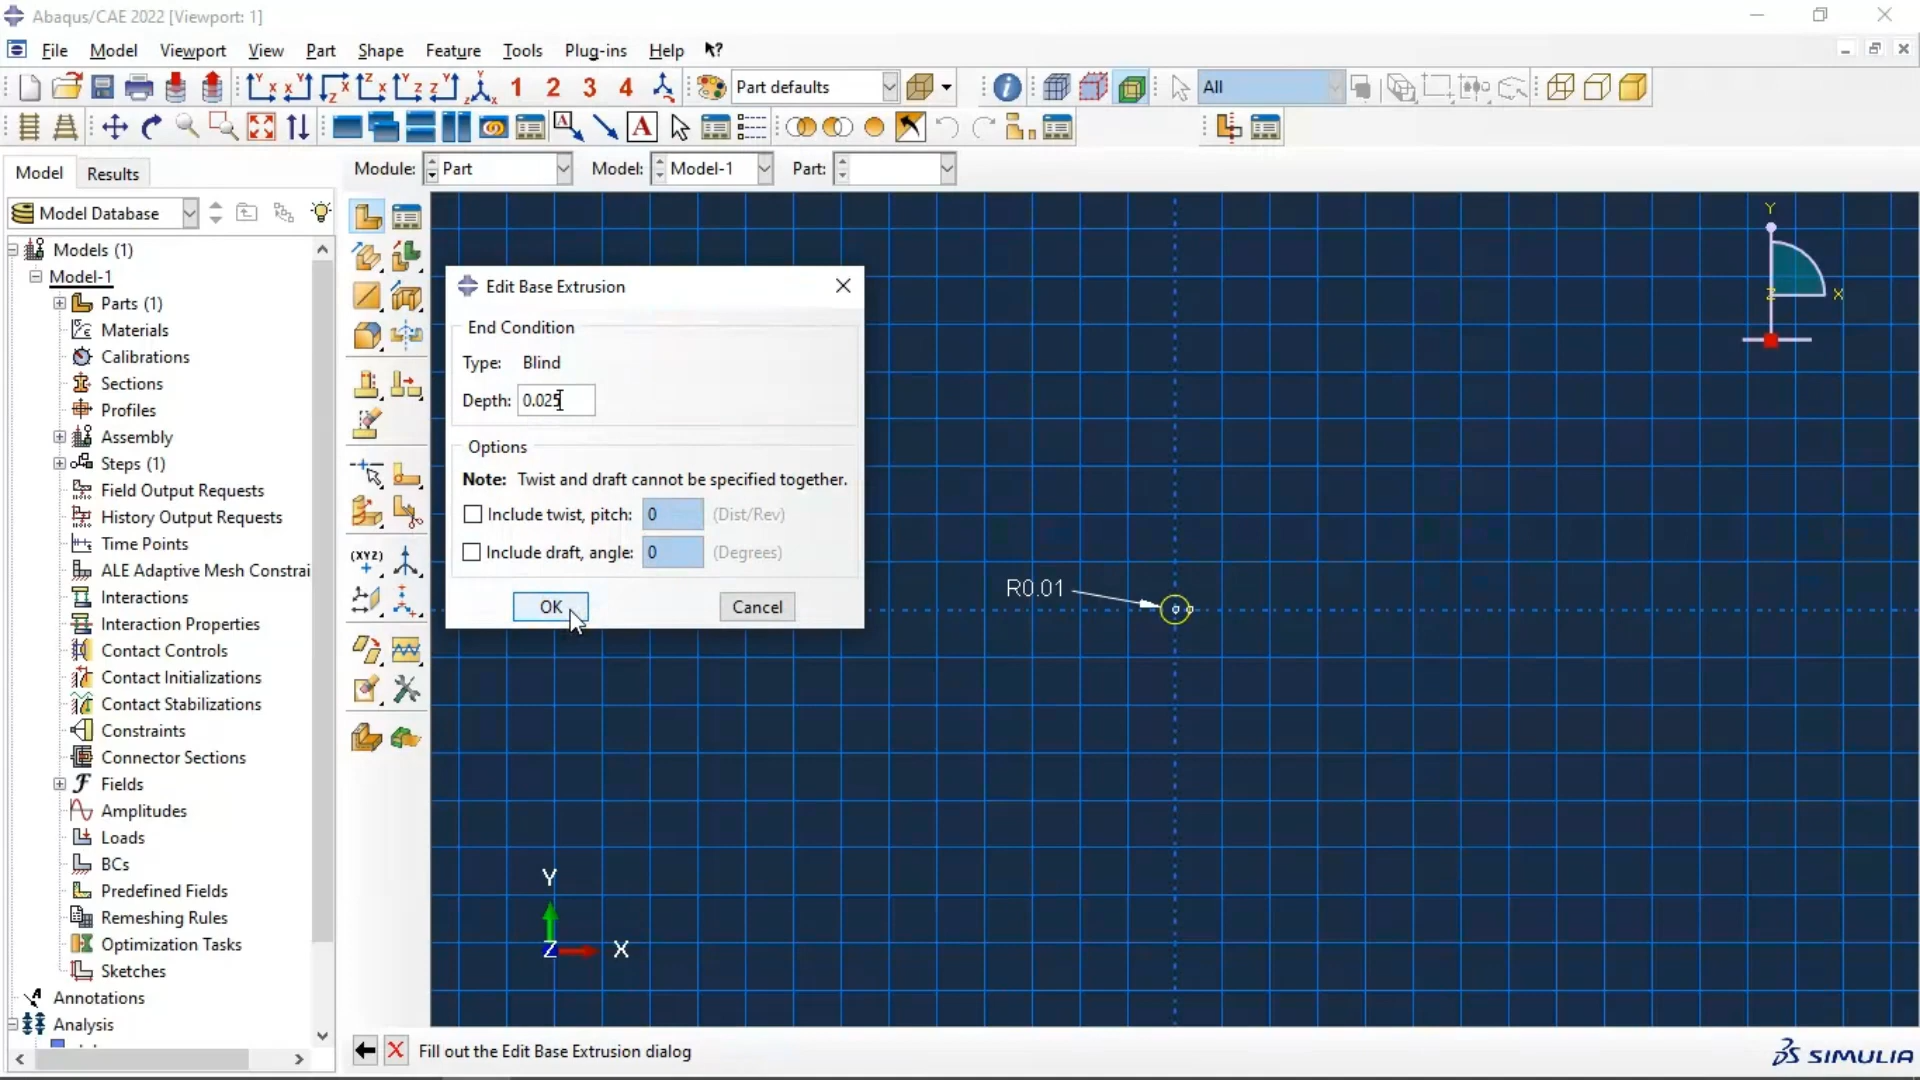 Abaqus/CAE 2022 [Viewport: 1]
File Model Viewport View Part Shape Feature Tools Plug-ins Help
1 2 3 4 Part defaults All
Module: Part Model: Model-1 Part:
Model Results
Model Database
Models (1)
Model-1
Parts (1)
Materials
Calibrations
Sections
Profiles
Assembly
Steps (1)
Field Output Requests
History Output Requests
Time Points
ALE Adaptive Mesh Constrai
Interactions
Interaction Properties
Contact Controls
Contact Initializations
Contact Stabilizations
Constraints
Connector Sections
Fields
Amplitudes
Loads
BCs
Predefined Fields
Remeshing Rules
Optimization Tasks
Sketches
Annotations
Analysis
(XYZ)
Edit Base Extrusion
End Condition
Type: Blind
Depth: 0.025
Options
Note: Twist and draft cannot be specified together.
Include twist, pitch: 0 (Dist/Rev)
Include draft, angle: 0 (Degrees)
OK Cancel
R0.01
Y
Z X
Y
Z X
Fill out the Edit Base Extrusion dialog
SIMULIA